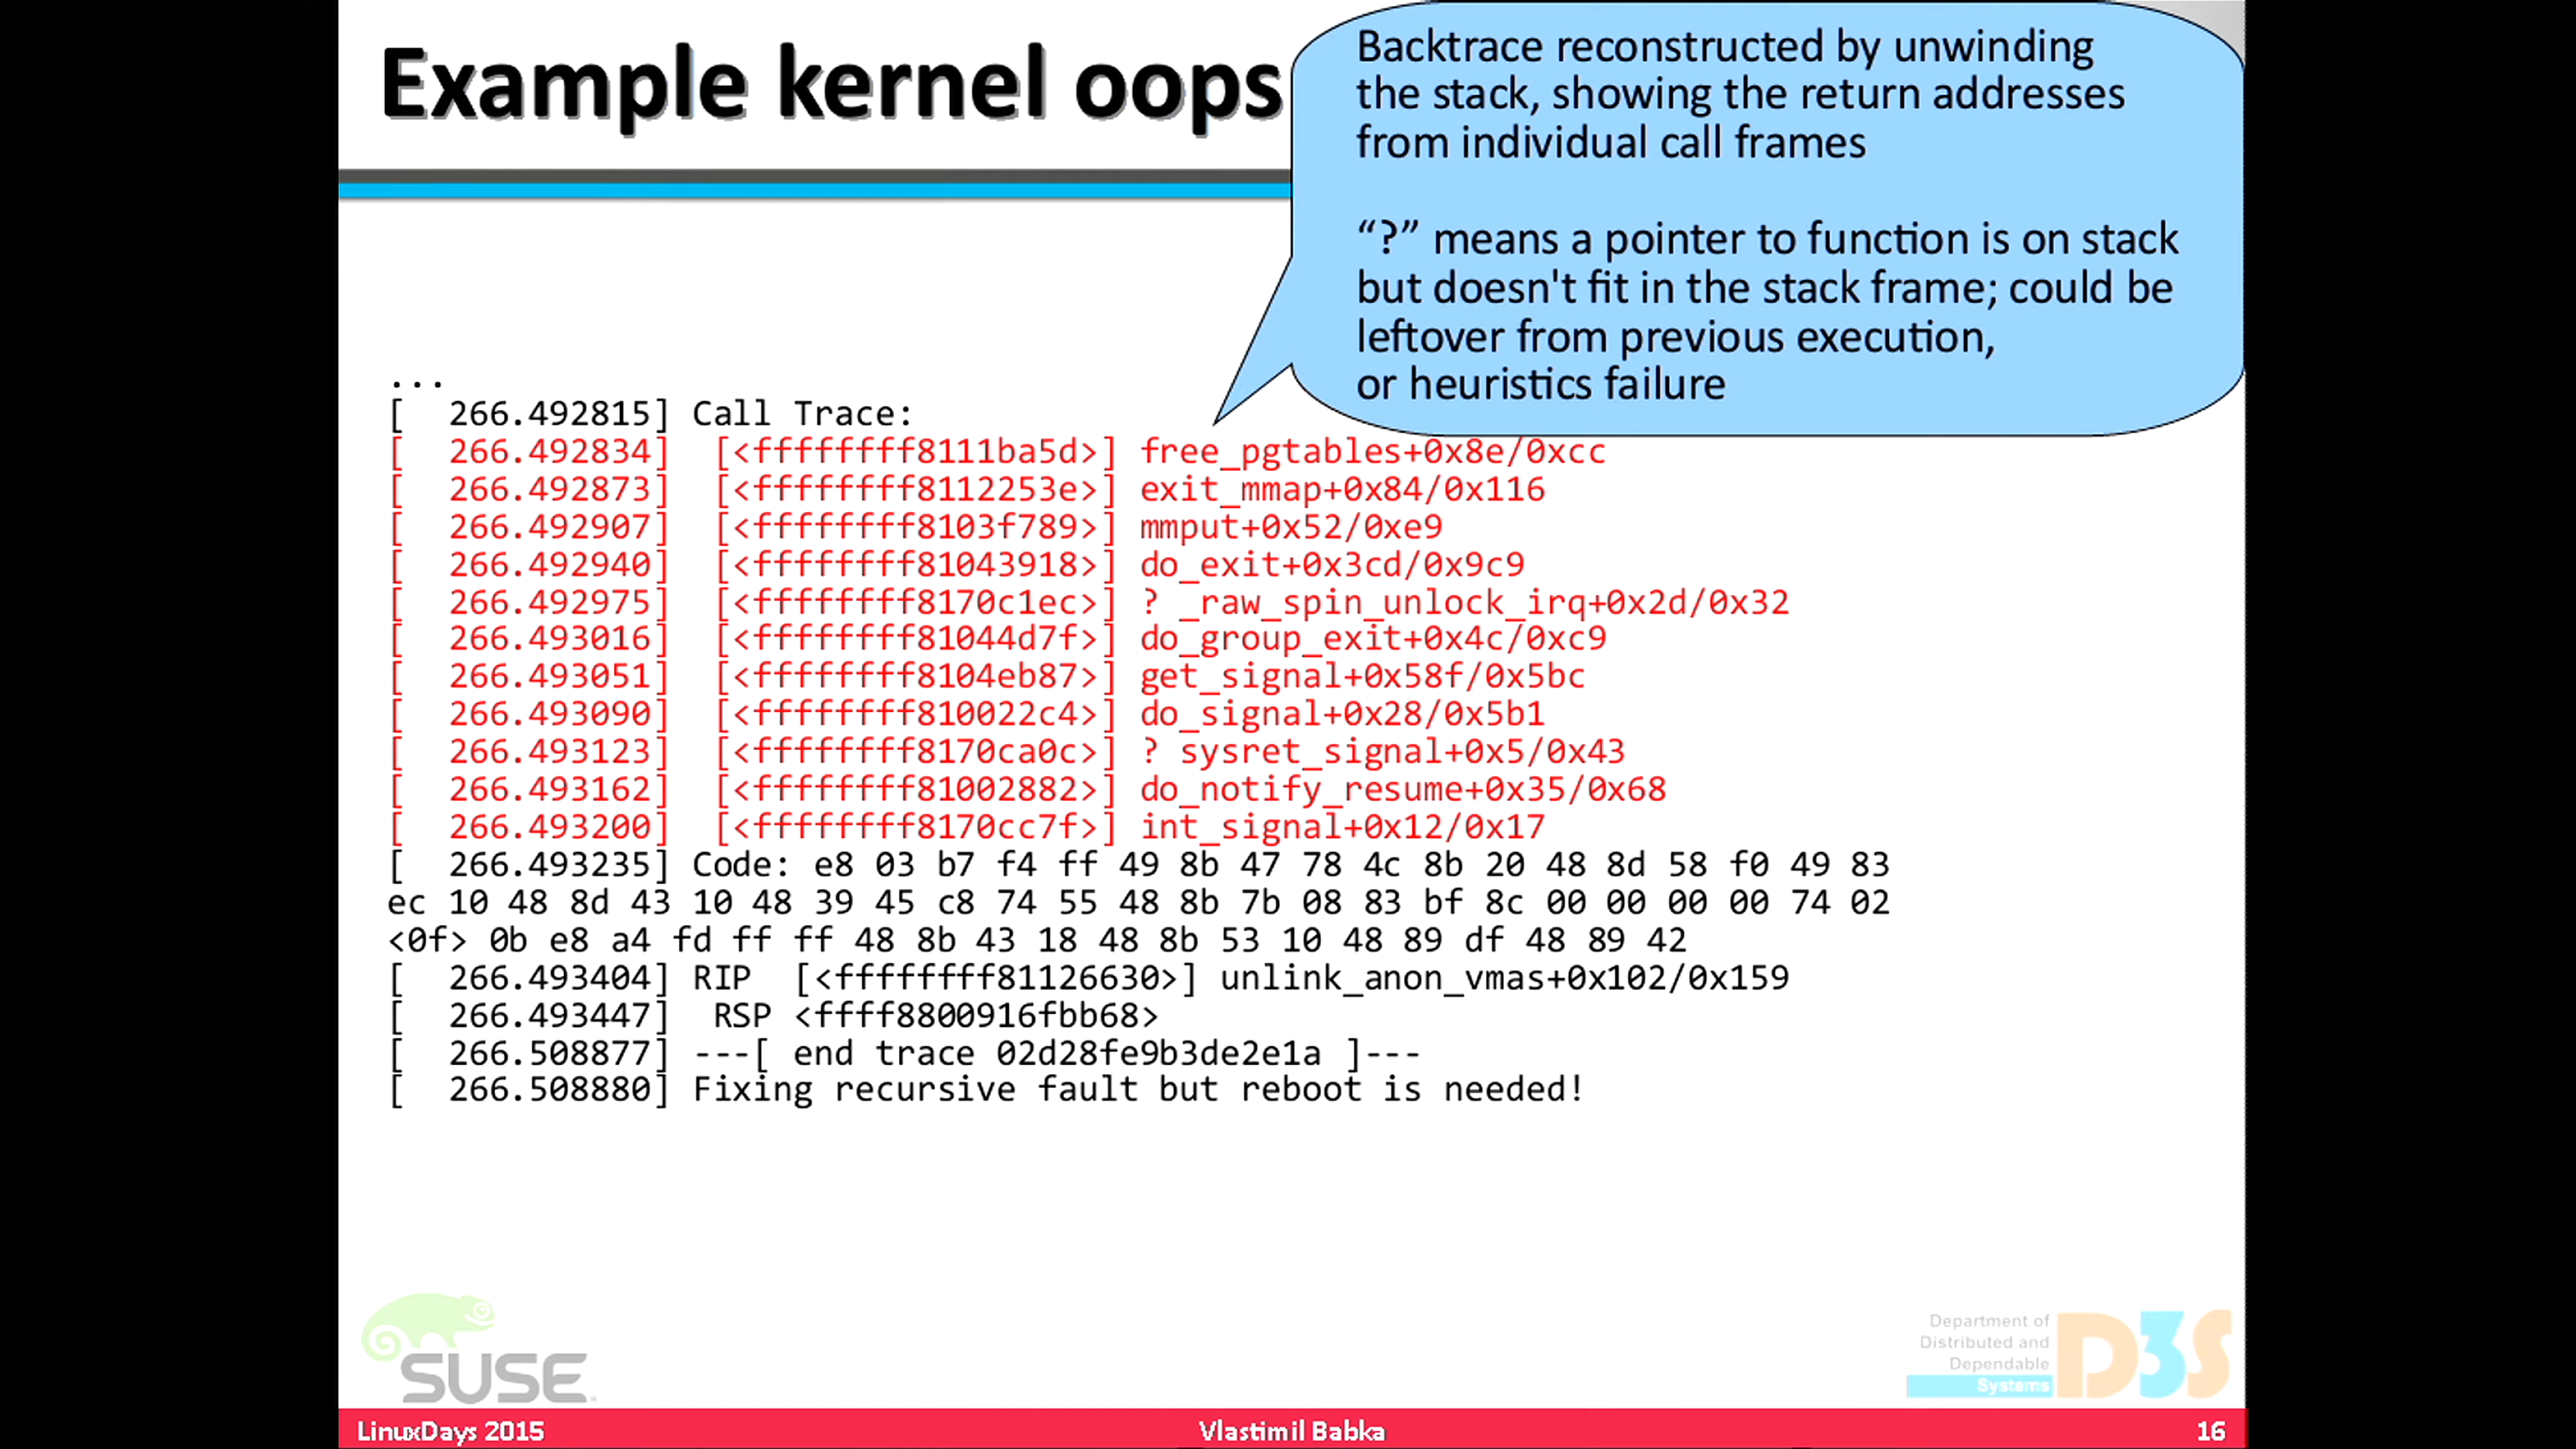 Example kernel oops
Backtrace reconstructed by unwinding
the stack, showing the return addresses
from individual call frames
“?” means a pointer to function is on stack
but doesn't fit in the stack frame; could be
leftover from previous execution,
or heuristics failure
...
[  266.492815] Call Trace:
[  266.492834]  [<ffffffff8111ba5d>] free_pgtables+0x8e/0xcc
[  266.492873]  [<ffffffff8112253e>] exit_mmap+0x84/0x116
[  266.492907]  [<ffffffff8103f789>] mmput+0x52/0xe9
[  266.492940]  [<ffffffff81043918>] do_exit+0x3cd/0x9c9
[  266.492975]  [<ffffffff8170c1ec>] ? _raw_spin_unlock_irq+0x2d/0x32
[  266.493016]  [<ffffffff81044d7f>] do_group_exit+0x4c/0xc9
[  266.493051]  [<ffffffff8104eb87>] get_signal+0x58f/0x5bc
[  266.493090]  [<ffffffff810022c4>] do_signal+0x28/0x5b1
[  266.493123]  [<ffffffff8170ca0c>] ? sysret_signal+0x5/0x43
[  266.493162]  [<ffffffff81002882>] do_notify_resume+0x35/0x68
[  266.493200]  [<ffffffff8170cc7f>] int_signal+0x12/0x17
[  266.493235] Code: e8 03 b7 f4 ff 49 8b 47 78 4c 8b 20 48 8d 58 f0 49 83
ec 10 48 8d 43 10 48 39 45 c8 74 55 48 8b 7b 08 83 bf 8c 00 00 00 00 74 02
<0f> 0b e8 a4 fd ff ff 48 8b 43 18 48 8b 53 10 48 89 df 48 89 42
[  266.493404] RIP  [<ffffffff81126630>] unlink_anon_vmas+0x102/0x159
[  266.493447]  RSP <ffff8800916fbb68>
[  266.508877] ---[ end trace 02d28fe9b3de2e1a ]---
[  266.508880] Fixing recursive fault but reboot is needed!
SUSE
Department of
Distributed and
Dependable
Systems
D3S
LinuxDays 2015
Vlastimil Babka
16